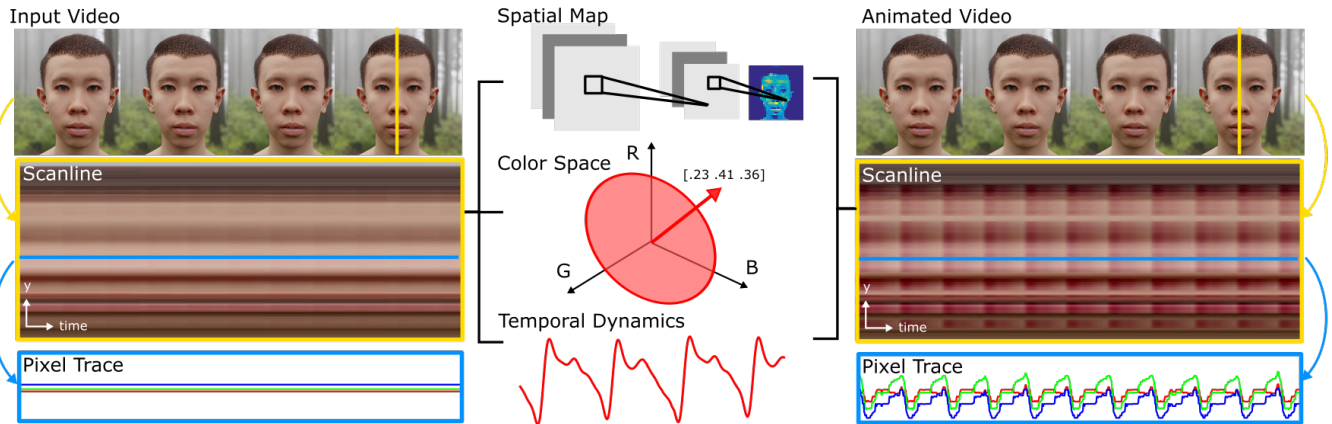 Input Video
Scanline
y
time
Pixel Trace
Spatial Map
Color Space
R
[.23 .41 .36]
G
B
Temporal Dynamics
Animated Video
Scanline
y
time
Pixel Trace